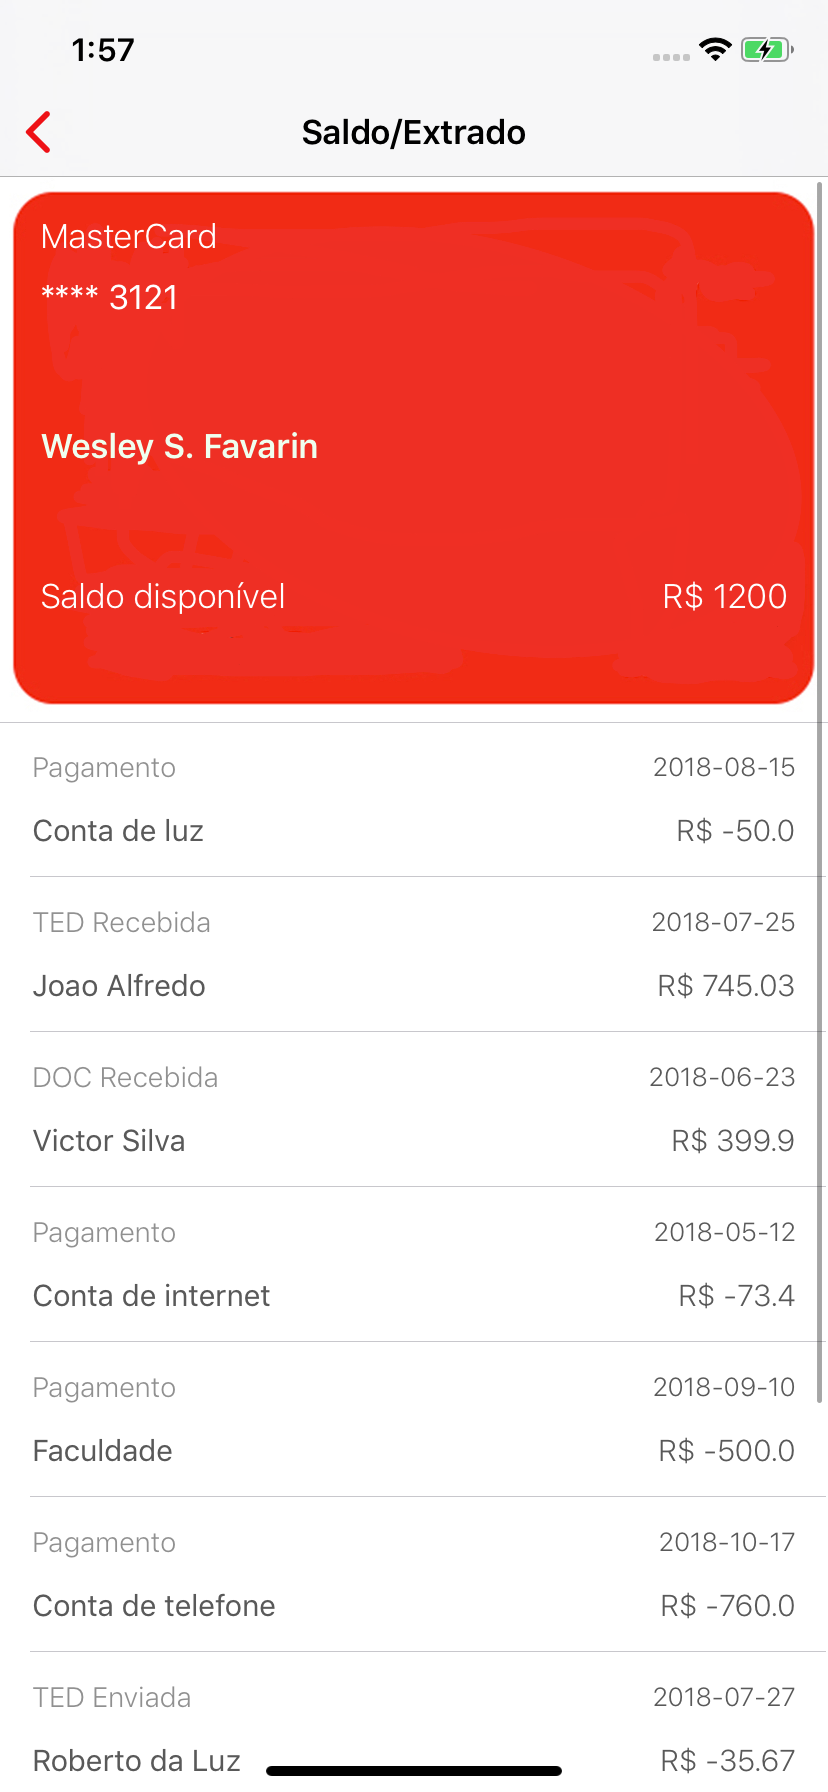 1:57
Saldo/Extrado
MasterCard
**** 3121
Wesley S. Favarin
Saldo disponível R$ 1200
Pagamento 2018-08-15
Conta de luz R$ -50.0
TED Recebida 2018-07-25
Joao Alfredo R$ 745.03
DOC Recebida 2018-06-23
Victor Silva R$ 399.9
Pagamento 2018-05-12
Conta de internet R$ -73.4
Pagamento 2018-09-10
Faculdade R$ -500.0
Pagamento 2018-10-17
Conta de telefone R$ -760.0
TED Enviada 2018-07-27
Roberto da Luz R$ -35.67